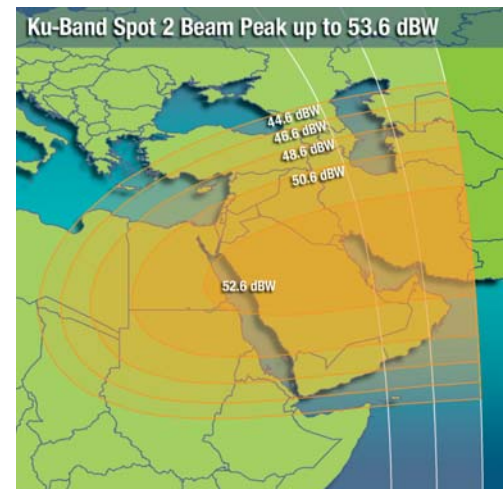 Ku-Band Spot 2 Beam Peak up to 53.6 dBW
44.6 dBW
46.6 dBW
48.6 dBW
50.6 dBW
52.6 dBW